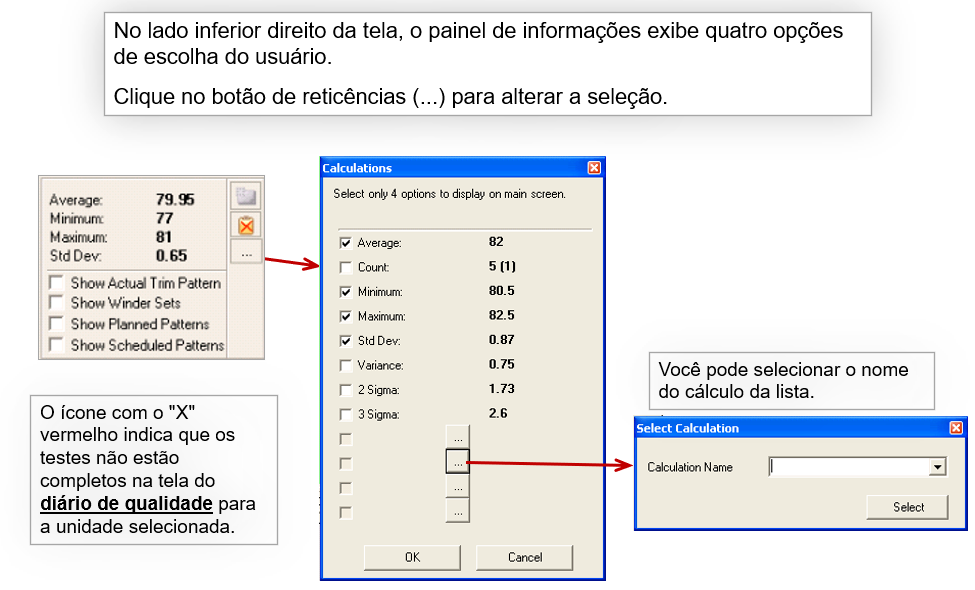 No lado inferior direito da tela, o painel de informações exibe quatro opções
de escolha do usuário.
Clique no botão de reticências (...) para alterar a seleção.
Average: 79.95
Minimum: 77
Maximum: 81
Std Dev: 0.65
...
Show Actual Trim Pattern
Show Winder Sets
Show Planned Patterns
Show Scheduled Patterns
O ícone com o "X"
vermelho indica que os
testes não estão
completos na tela do
diário de qualidade para
a unidade selecionada.
Calculations
Select only 4 options to display on main screen.
Average: 82
Count: 5 (1)
Minimum: 80.5
Maximum: 82.5
Std Dev: 0.87
Variance: 0.75
2 Sigma: 1.73
3 Sigma: 2.6
...
...
...
...
OK Cancel
Você pode selecionar o nome
do cálculo da lista.
Select Calculation
Calculation Name
Select